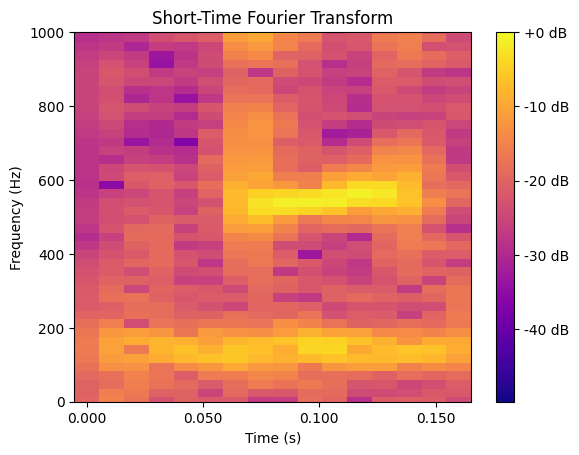 Short-Time Fourier Transform
1000
800
600
400
200
0
Frequency (Hz)
0.000
0.050
0.100
0.150
Time (s)
+0 dB
-10 dB
-20 dB
-30 dB
-40 dB